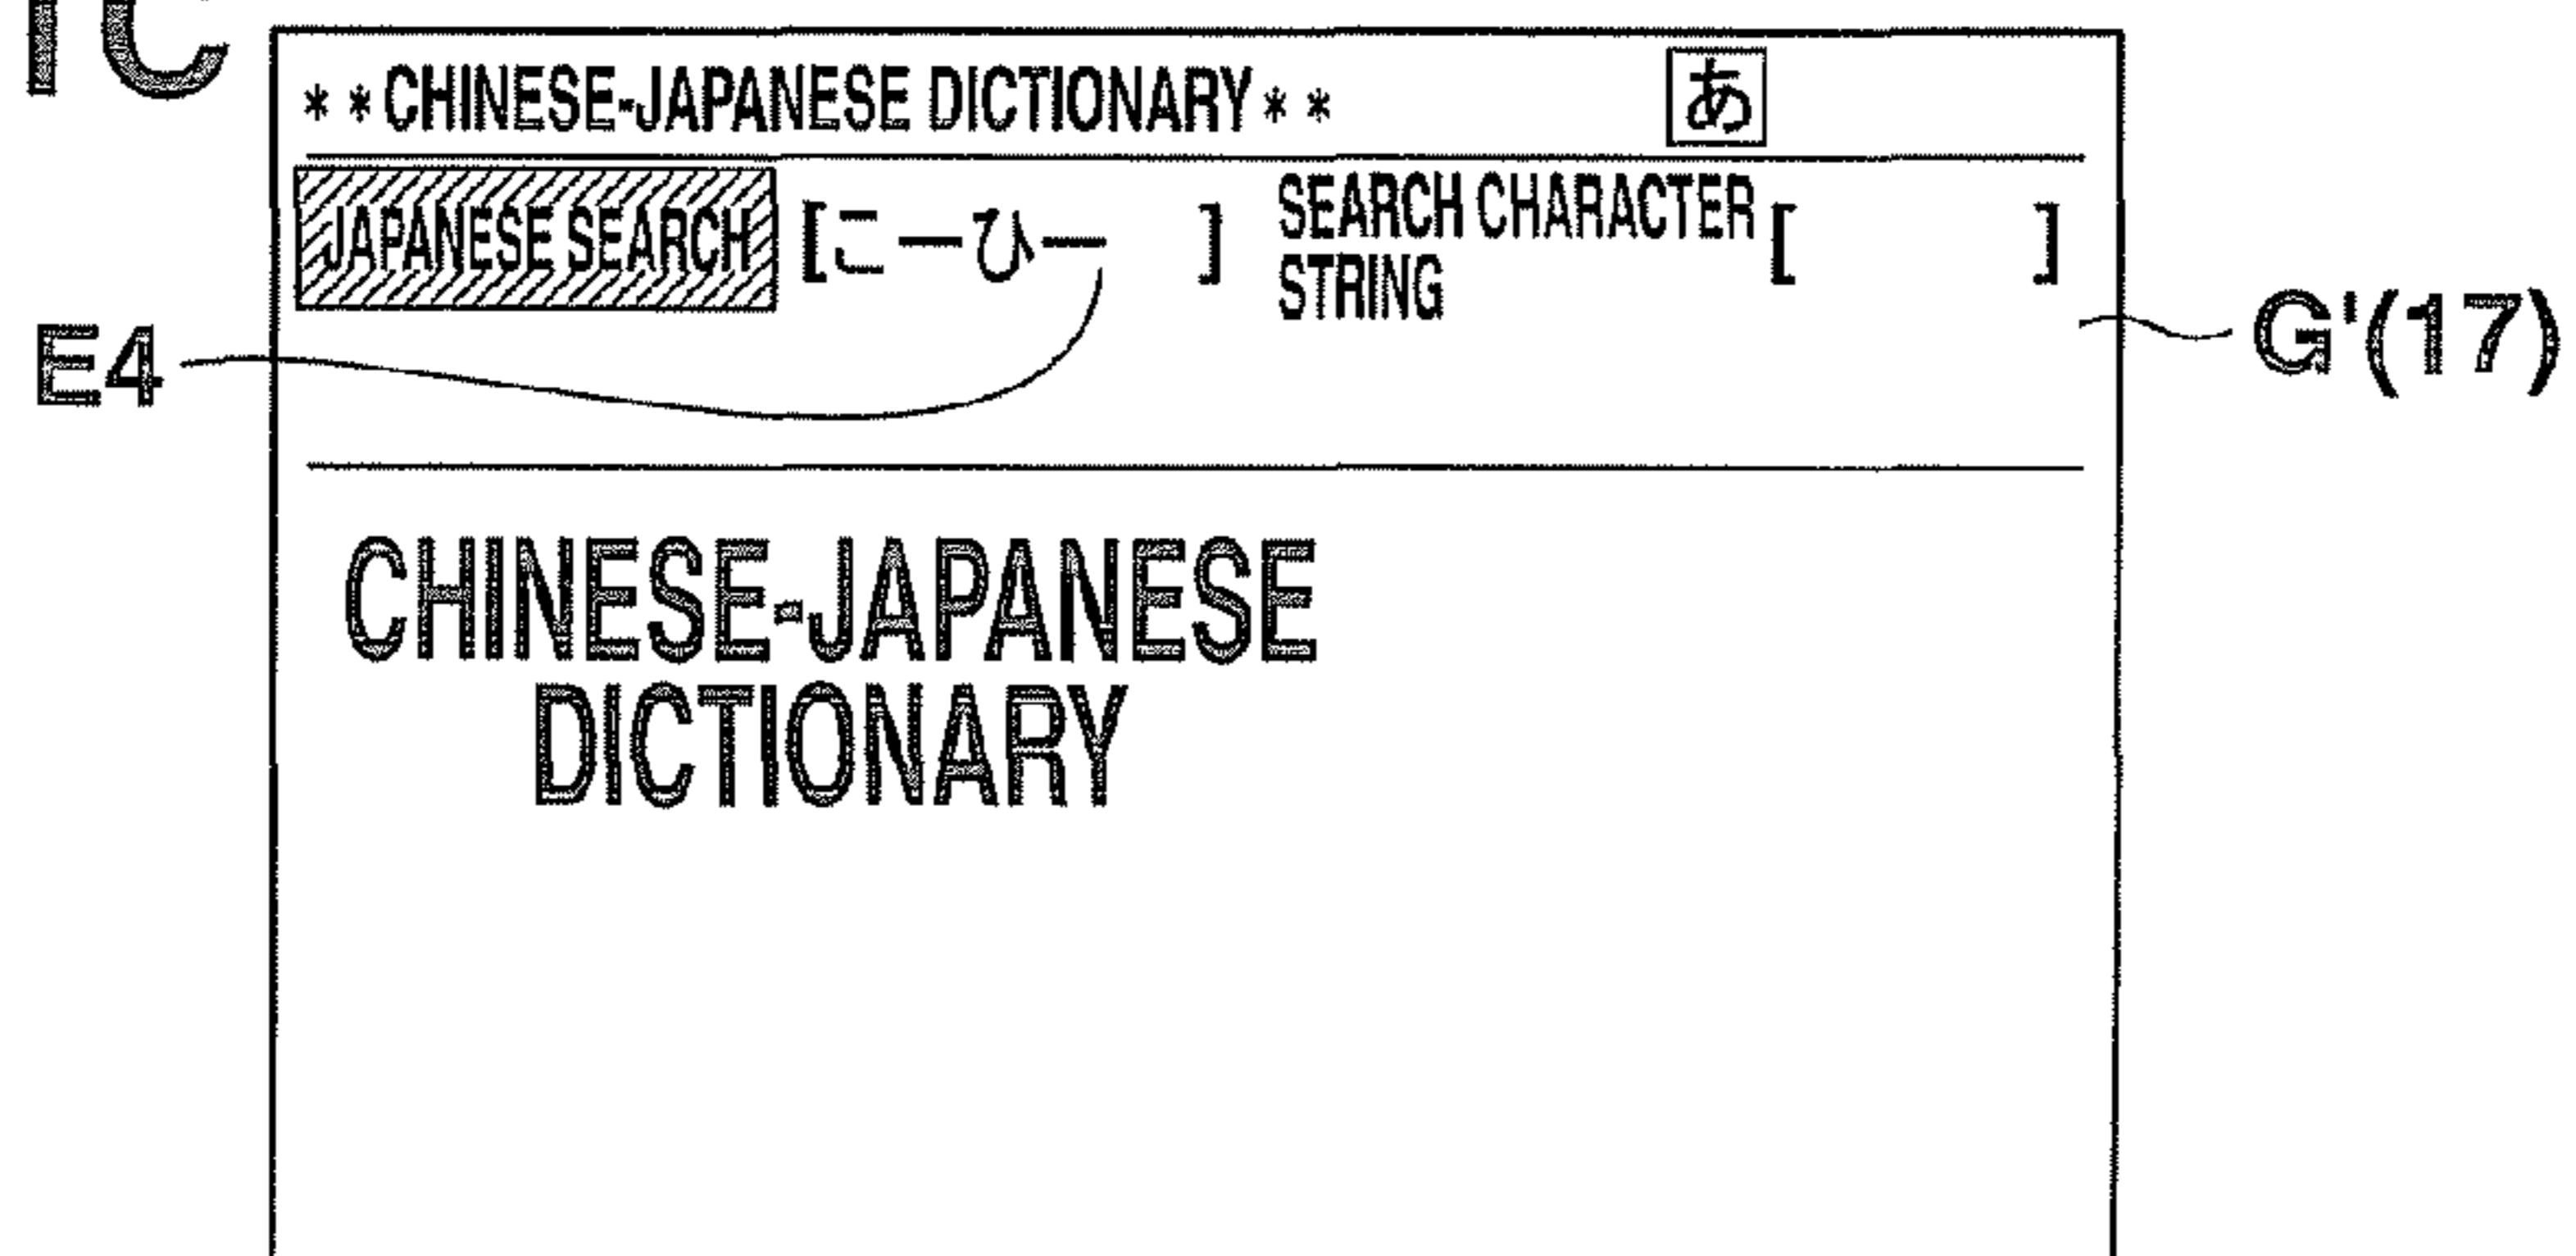 1C
**CHINESE-JAPANESE DICTIONARY** あ
JAPANESE SEARCH [こーひー ] SEARCH CHARACTER STRING [ ]
E4
G'(17)
CHINESE-JAPANESE
DICTIONARY